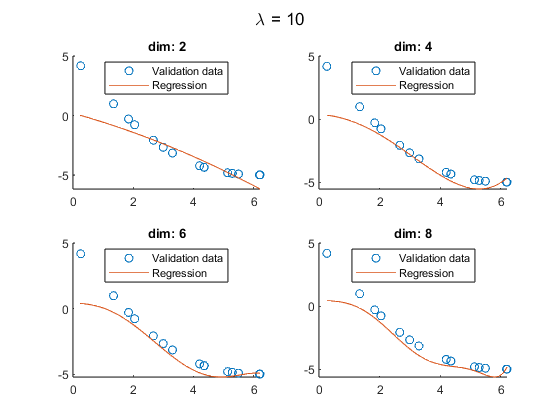 λ = 10
dim: 2
Validation data
Regression
5
0
-5
0 2 4 6
dim: 4
Validation data
Regression
5
0
-5
0 2 4 6
dim: 6
Validation data
Regression
5
0
-5
0 2 4 6
dim: 8
Validation data
Regression
5
0
-5
0 2 4 6